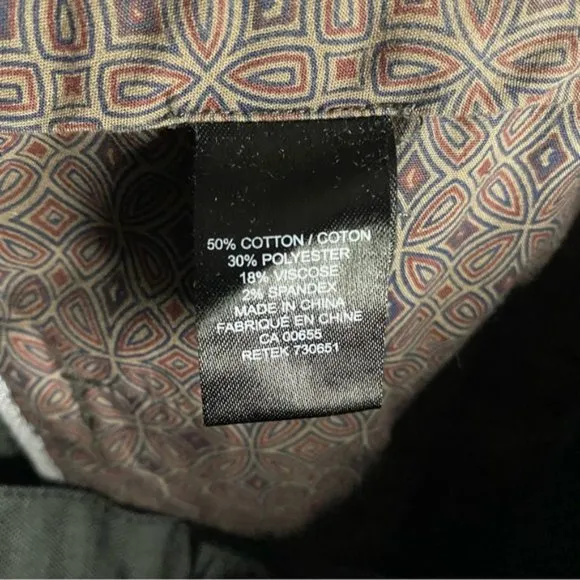 50% COTTON / COTON
30% POLYESTER
18% VISCOSE
2% SPANDEX
MADE IN CHINA
FABRIQUE EN CHINE
CA 00655
RETEK 730651